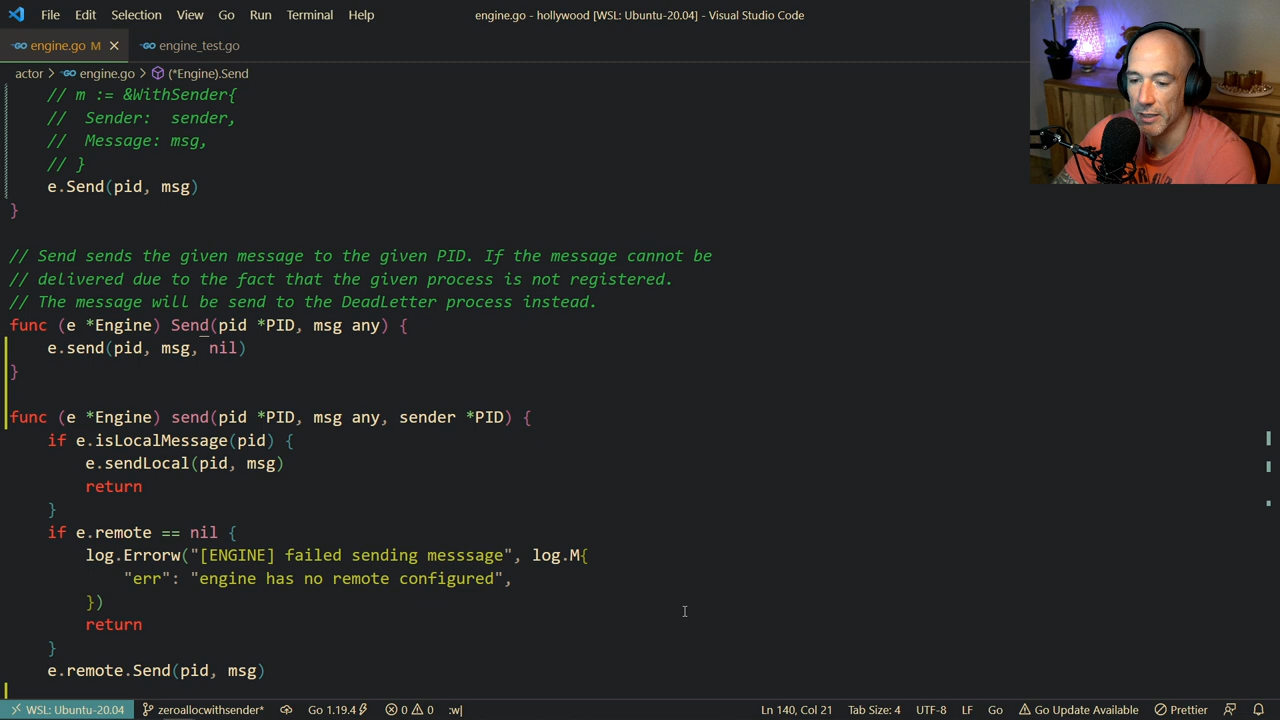 File Edit Selection View Go Run Terminal Help
engine.go - hollywood [WSL: Ubuntu-20.04] - Visual Studio Code
engine.go M
engine_test.go
actor > engine.go > (*Engine).Send
// m := &WithSender{
// Sender: sender,
// Message: msg,
// }
e.Send(pid, msg)
}
// Send sends the given message to the given PID. If the message cannot be
// delivered due to the fact that the given process is not registered.
// The message will be send to the DeadLetter process instead.
func (e *Engine) Send(pid *PID, msg any) {
e.send(pid, msg, nil)
}
func (e *Engine) send(pid *PID, msg any, sender *PID) {
if e.isLocalMessage(pid) {
e.sendLocal(pid, msg)
return
}
if e.remote == nil {
log.Errorw("[ENGINE] failed sending messsage", log.M{
"err": "engine has no remote configured",
})
return
}
e.remote.Send(pid, msg)
WSL: Ubuntu-20.04 zeroallocwithsender* Go 1.19.4 0 0 :w| Ln 140, Col 21 Tab Size: 4 UTF-8 LF Go Go Update Available Prettier